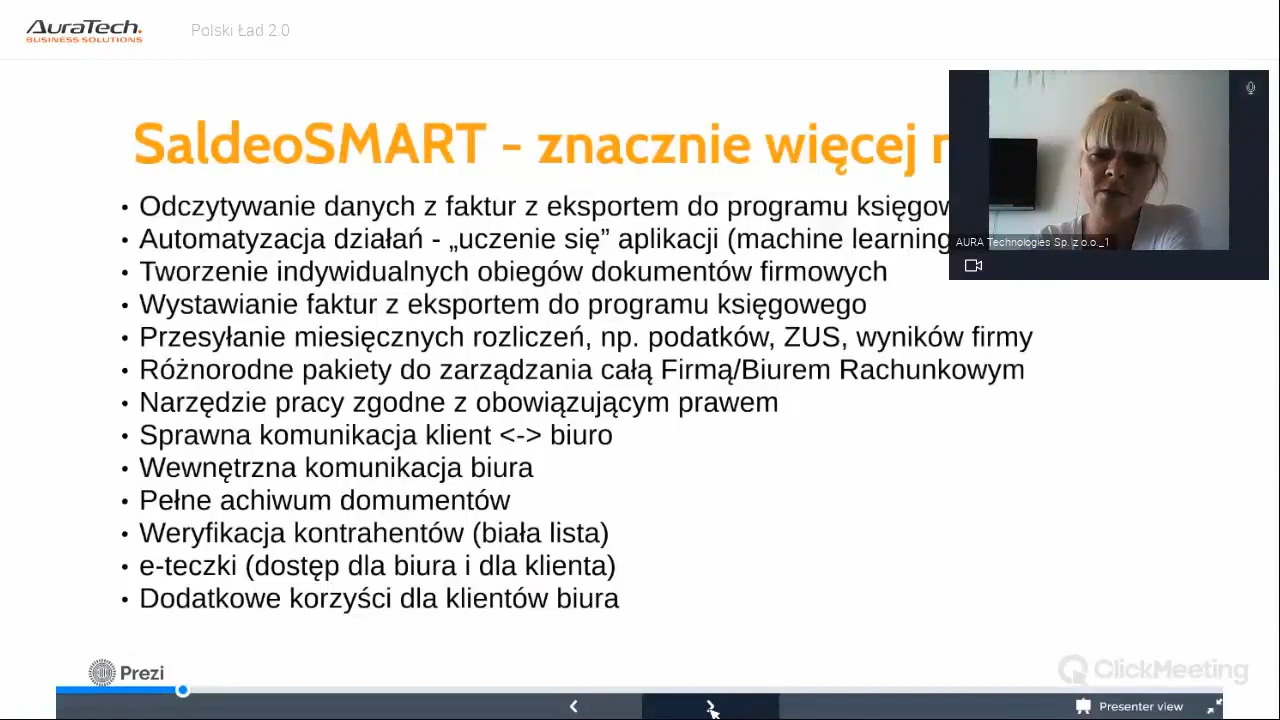 AURATECH.
BUSINESS SOLUTIONS
Polski Ład 2.0
SaldeoSMART - znacznie więcej
• Odczytywanie danych z faktur z eksportem do programu księgow
• Automatyzacja działań - „uczenie się” aplikacji (machine learning
• Tworzenie indywidualnych obiegów dokumentów firmowych
• Wystawianie faktur z eksportem do programu księgowego
• Przesyłanie miesięcznych rozliczeń, np. podatków, ZUS, wyników firmy
• Różnorodne pakiety do zarządzania całą Firmą/Biurem Rachunkowym
• Narzędzie pracy zgodne z obowiązującym prawem
• Sprawna komunikacja klient <-> biuro
• Wewnętrzna komunikacja biura
• Pełne achiwum domumentów
• Weryfikacja kontrahentów (biała lista)
• e-teczki (dostęp dla biura i dla klienta)
• Dodatkowe korzyści dla klientów biura
AURA Technologies Sp. z o.o._1
Prezi
ClickMeeting
Presenter view